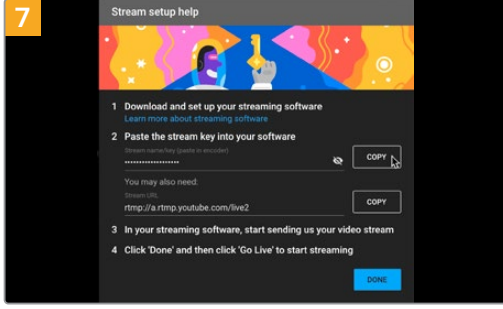 7
Stream setup help
1 Download and set up your streaming software
Learn more about streaming software
2 Paste the stream key into your software
Stream name/key (paste in encoder)
••••••••••••••••••• COPY
You may also need:
Stream URL
rtmp://a.rtmp.youtube.com/live2 COPY
3 In your streaming software, start sending us your video stream
4 Click 'Done' and then click 'Go Live' to start streaming
DONE